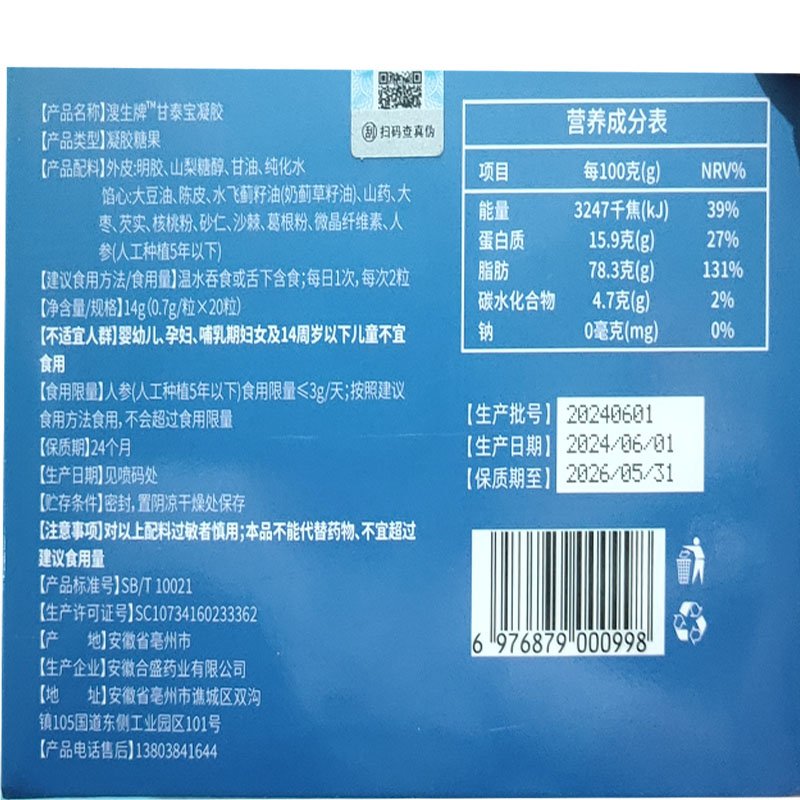 【产品名称】溲生牌™甘泰宝凝胶
【产品类型】凝胶糖果
【产品配料】外皮:明胶、山梨糖醇、甘油、纯化水
馅心:大豆油、陈皮、水飞蓟籽油(奶蓟草籽油)、山药、大
枣、芡实、核桃粉、砂仁、沙棘、葛根粉、微晶纤维素、人
参(人工种植5年以下)
【建议食用方法/食用量】温水吞食或舌下含食;每日1次,每次2粒
【净含量/规格】14g(0.7g/粒×20粒)
【不适宜人群】婴幼儿、孕妇、哺乳期妇女及14周岁以下儿童不宜
食用
【食用限量】人参(人工种植5年以下)食用限量≤3g/天;按照建议
食用方法食用,不会超过食用限量
【保质期】24个月
【生产日期】见喷码处
【贮存条件】密封,置阴凉干燥处保存
【注意事项】对以上配料过敏者慎用;本品不能代替药物、不宜超过
建议食用量
【产品标准号】SB/T 10021
【生产许可证号】SC10734160233362
【产 地】安徽省亳州市
【生产企业】安徽合盛药业有限公司
【地 址】安徽省亳州市谯城区双沟
镇105国道东侧工业园区101号
【产品电话售后】13803841644
刮 扫码查真伪
营养成分表
项目 每100克(g) NRV%
能量 3247千焦(kJ) 39%
蛋白质 15.9克(g) 27%
脂肪 78.3克(g) 131%
碳水化合物 4.7克(g) 2%
钠 0毫克(mg) 0%
【生产批号】20240601
【生产日期】2024/06/01
【保质期至】2026/05/31
6 976879 000998